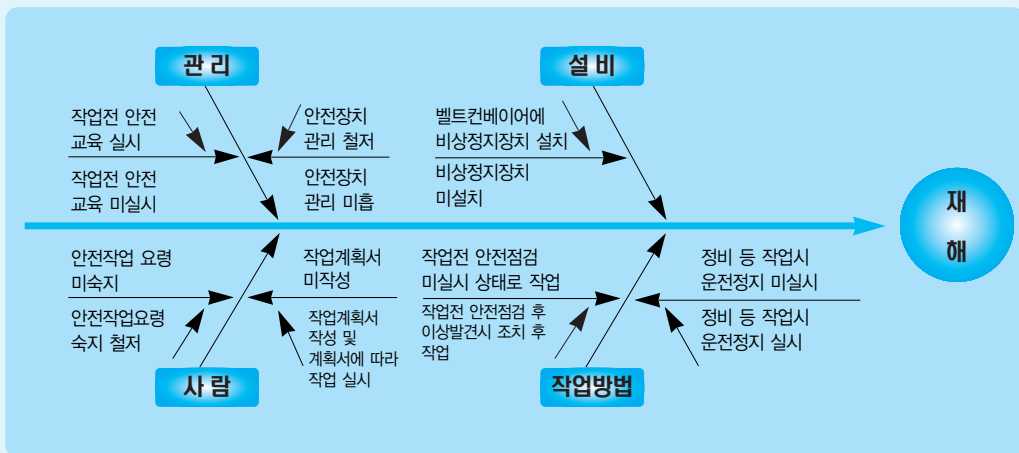 관 리
설 비
작업전 안전
교육 실시
안전장치
관리 철저
작업전 안전
교육 미실시
안전장치
관리 미흡
벨트컨베이어에
비상정지장치 설치
비상정지장치
미설치
재
해
안전작업 요령
미숙지
안전작업요령
숙지 철저
작업계획서
미작성
작업계획서
작성 및
계획서에 따라
작업 실시
작업전 안전점검
미실시 상태로 작업
작업전 안전점검 후
이상발견시 조치 후
작업
정비 등 작업시
운전정지 미실시
정비 등 작업시
운전정지 실시
사 람
작업방법